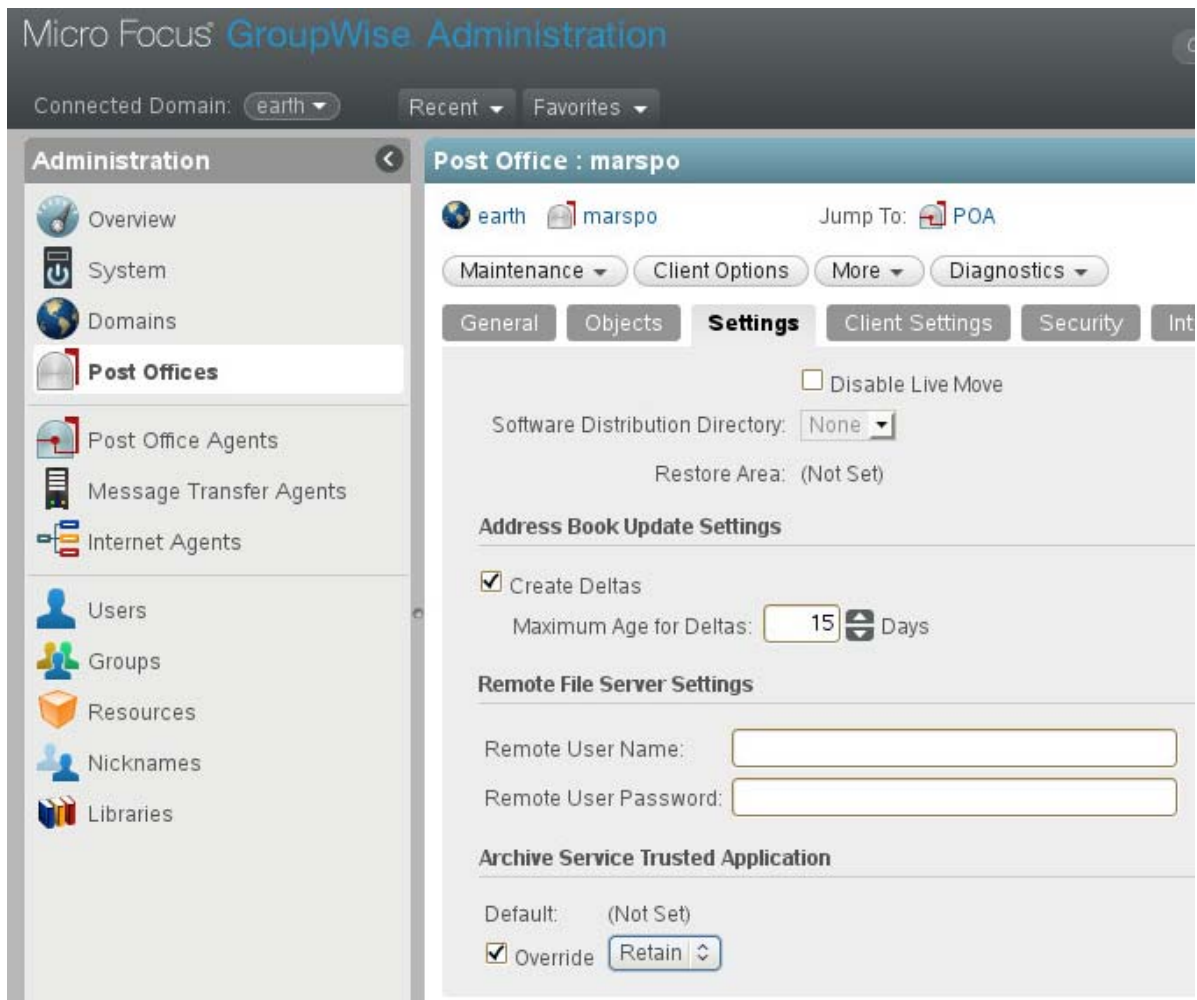 Micro Focus GroupWise Administration
Connected Domain: earth Recent Favorites
Administration
Overview
System
Domains
Post Offices
Post Office Agents
Message Transfer Agents
Internet Agents
Users
Groups
Resources
Nicknames
Libraries
Post Office : marspo
earth marspo Jump To: POA
Maintenance Client Options More Diagnostics
General Objects Settings Client Settings Security Int
Disable Live Move
Software Distribution Directory: None
Restore Area: (Not Set)
Address Book Update Settings
Create Deltas
Maximum Age for Deltas: 15 Days
Remote File Server Settings
Remote User Name:
Remote User Password:
Archive Service Trusted Application
Default: (Not Set)
Override Retain